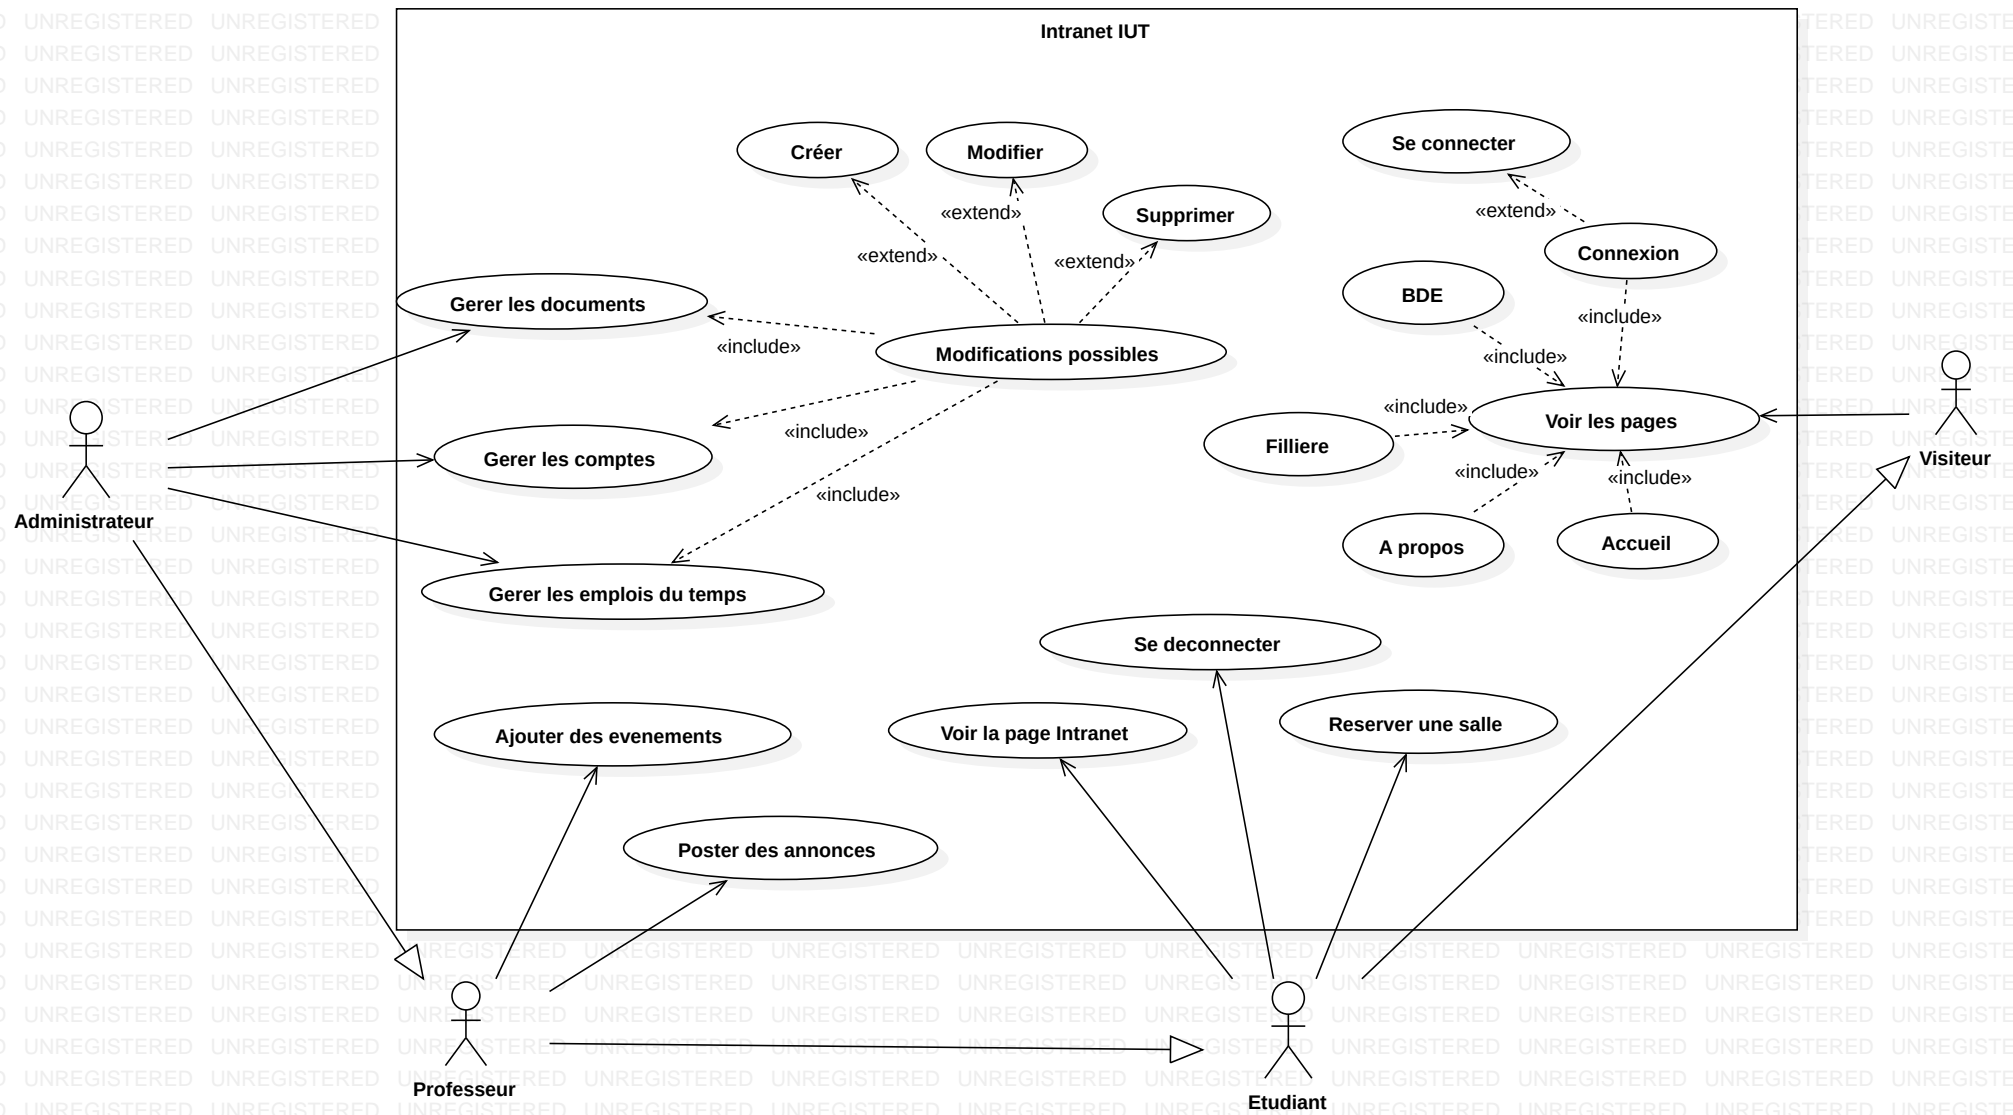 Intranet IUT
Créer
Modifier
Se connecter
Supprimer
«extend»
«extend»
«extend»
«extend»
Connexion
BDE
Gerer les documents
«include»
«include»
«include»
Modifications possibles
Voir les pages
«include»
«include»
Filliere
Gerer les comptes
«include»
«include»
«include»
Visiteur
Administrateur
A propos
Accueil
Gerer les emplois du temps
Se deconnecter
Ajouter des evenements
Voir la page Intranet
Reserver une salle
Poster des annonces
Professeur
Etudiant
UNREGISTERED